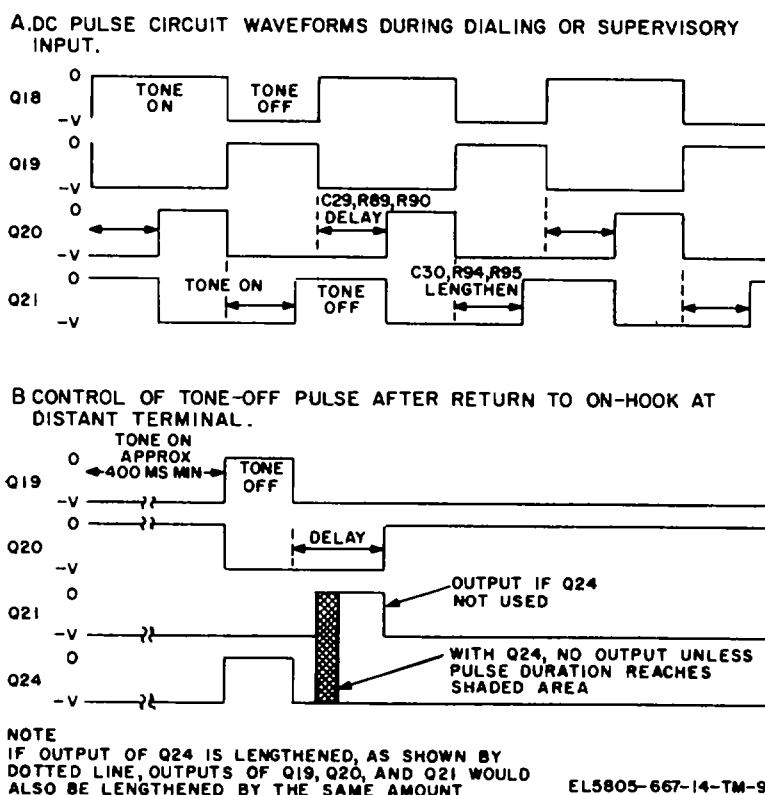 A.DC PULSE CIRCUIT WAVEFORMS DURING DIALING OR SUPERVISORY
INPUT.
0
Q18
TONE ON
TONE OFF
-V
0
Q19
-V
C29,R89,R90
DELAY
0
Q20
-V
0
Q21
TONE ON
TONE OFF
C30,R94,R95
LENGTHEN
-V
B CONTROL OF TONE-OFF PULSE AFTER RETURN TO ON-HOOK AT
DISTANT TERMINAL.
TONE ON
APPROX
400 MS MIN
0
Q19
TONE
OFF
-V
0
Q20
DELAY
-V
0
Q21
OUTPUT IF Q24
NOT USED
-V
0
Q24
WITH Q24, NO OUTPUT UNLESS
PULSE DURATION REACHES
SHADED AREA
-V
NOTE
IF OUTPUT OF Q24 IS LENGTHENED, AS SHOWN BY
DOTTED LINE, OUTPUTS OF Q19, Q20, AND Q21 WOULD
ALSO BE LENGTHENED BY THE SAME AMOUNT
EL5805-667-14-TM-9